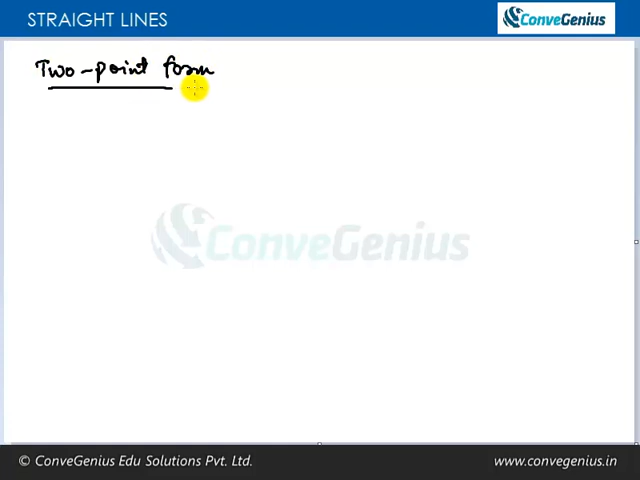 STRAIGHT LINES
ConveGenius
Two-point form
ConveGenius
© ConveGenius Edu Solutions Pvt. Ltd.
www.convegenius.in